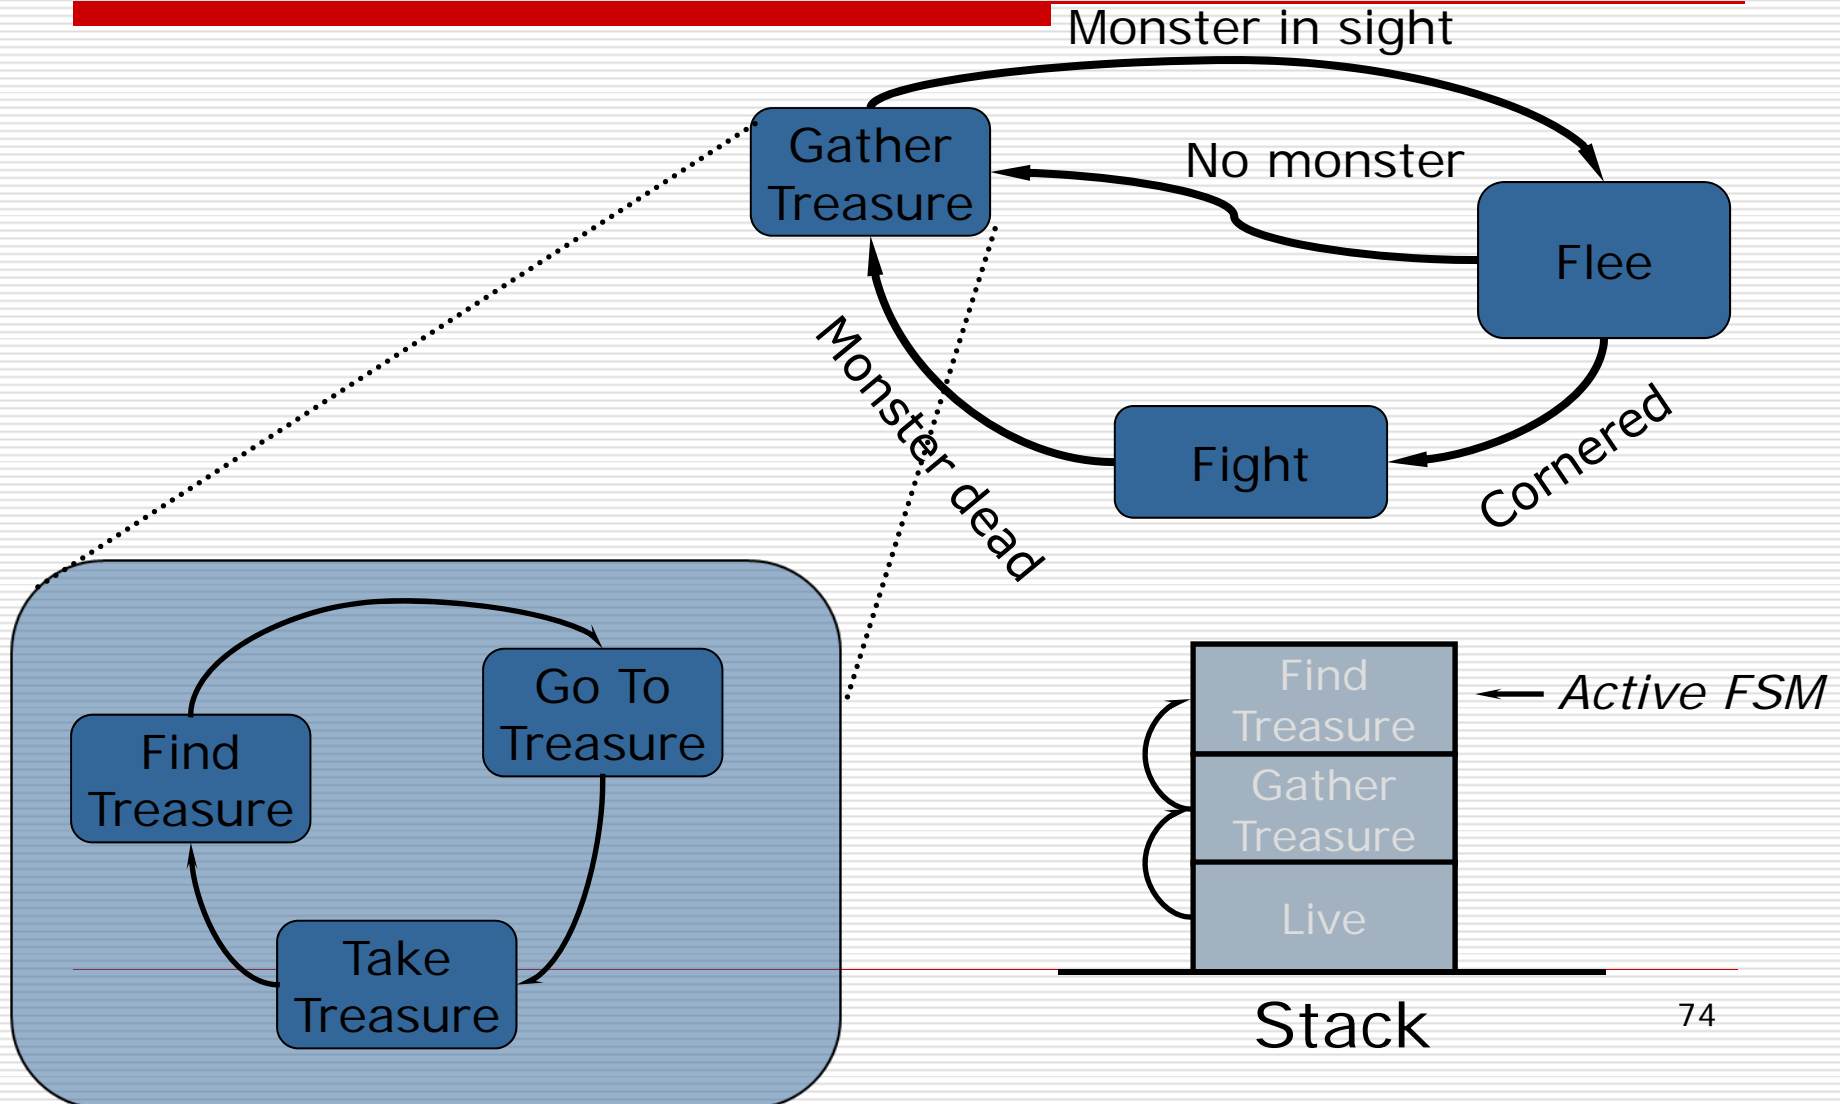 Monster in sight
Gather
Treasure
No monster
Flee
Monster dead
Fight
Cornered
Go To
Treasure
Find
Treasure
Take
Treasure
Find
Treasure
Active FSM
Gather
Treasure
Live
Stack
74